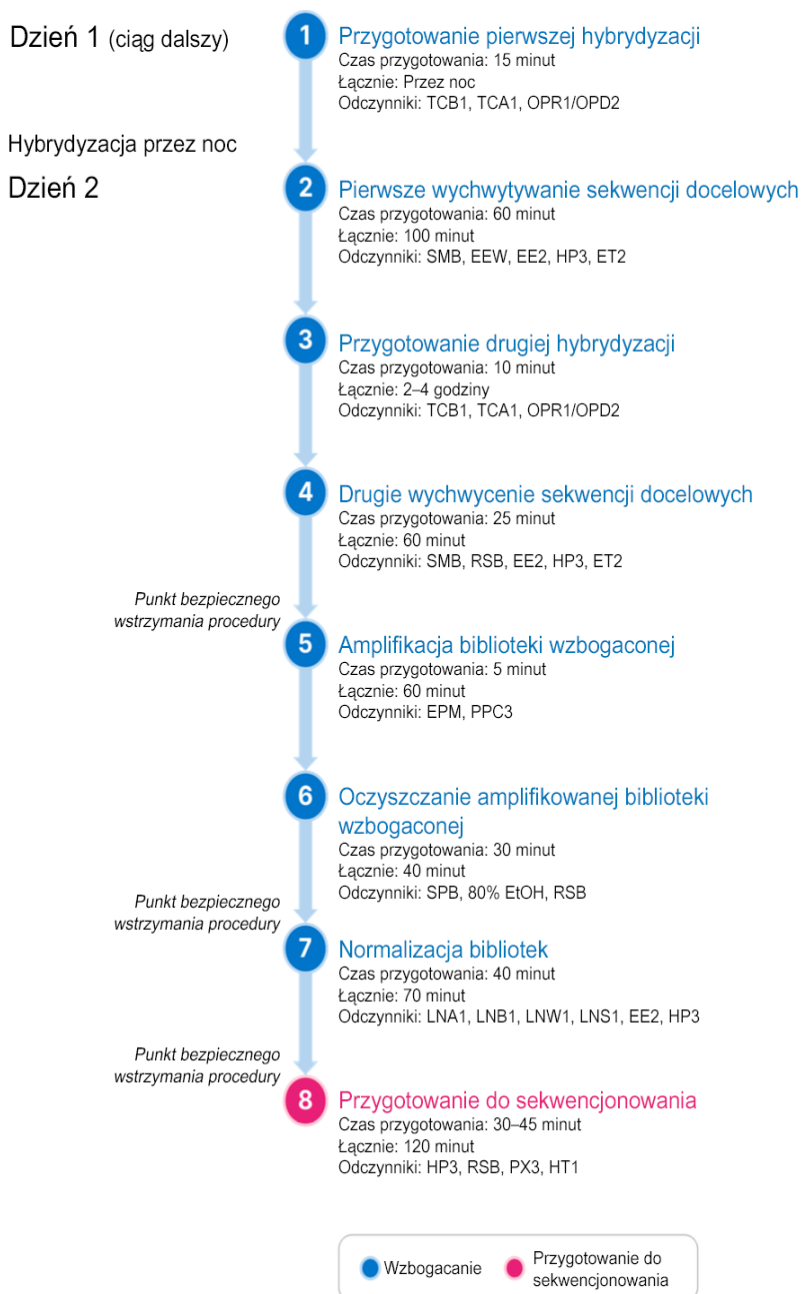 Dzień 1 (ciąg dalszy)
1
Przygotowanie pierwszej hybrydyzacji
Czas przygotowania: 15 minut
Łącznie: Przez noc
Odczynniki: TCB1, TCA1, OPR1/OPD2
Hybrydyzacja przez noc
Dzień 2
2
Pierwsze wychwytywanie sekwencji docelowych
Czas przygotowania: 60 minut
Łącznie: 100 minut
Odczynniki: SMB, EEW, EE2, HP3, ET2
3
Przygotowanie drugiej hybrydyzacji
Czas przygotowania: 10 minut
Łącznie: 2–4 godziny
Odczynniki: TCB1, TCA1, OPR1/OPD2
4
Drugie wychwycenie sekwencji docelowych
Czas przygotowania: 25 minut
Łącznie: 60 minut
Odczynniki: SMB, RSB, EE2, HP3, ET2
Punkt bezpiecznego
wstrzymania procedury
5
Amplifikacja biblioteki wzbogaconej
Czas przygotowania: 5 minut
Łącznie: 60 minut
Odczynniki: EPM, PPC3
6
Oczyszczanie amplifikowanej biblioteki
wzbogaconej
Czas przygotowania: 30 minut
Łącznie: 40 minut
Odczynniki: SPB, 80% EtOH, RSB
Punkt bezpiecznego
wstrzymania procedury
7
Normalizacja bibliotek
Czas przygotowania: 40 minut
Łącznie: 70 minut
Odczynniki: LNA1, LNB1, LNW1, LNS1, EE2, HP3
Punkt bezpiecznego
wstrzymania procedury
8
Przygotowanie do sekwencjonowania
Czas przygotowania: 30–45 minut
Łącznie: 120 minut
Odczynniki: HP3, RSB, PX3, HT1
Wzbogacanie
Przygotowanie do
sekwencjonowania